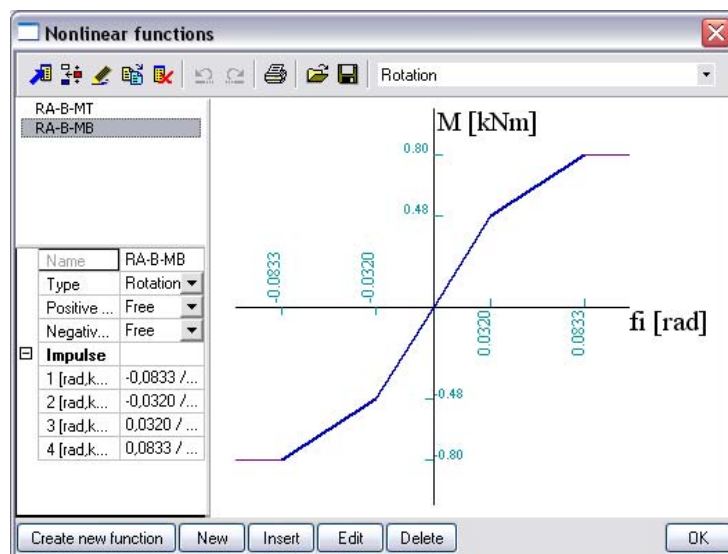 Nonlinear functions
Rotation
RA-B-MT
RA-B-MB
M [kNm]
0.80
0.48
-0.0833
-0.0320
0.0320
0.0833
fi [rad]
-0.48
-0.80
Name RA-B-MB
Type Rotation
Positive ... Free
Negativ... Free
Impulse
1 [rad,k... -0,0833 /...
2 [rad,k... -0,0320 /...
3 [rad,k... 0,0320 / ...
4 [rad,k... 0,0833 / ...
Create new function New Insert Edit Delete OK